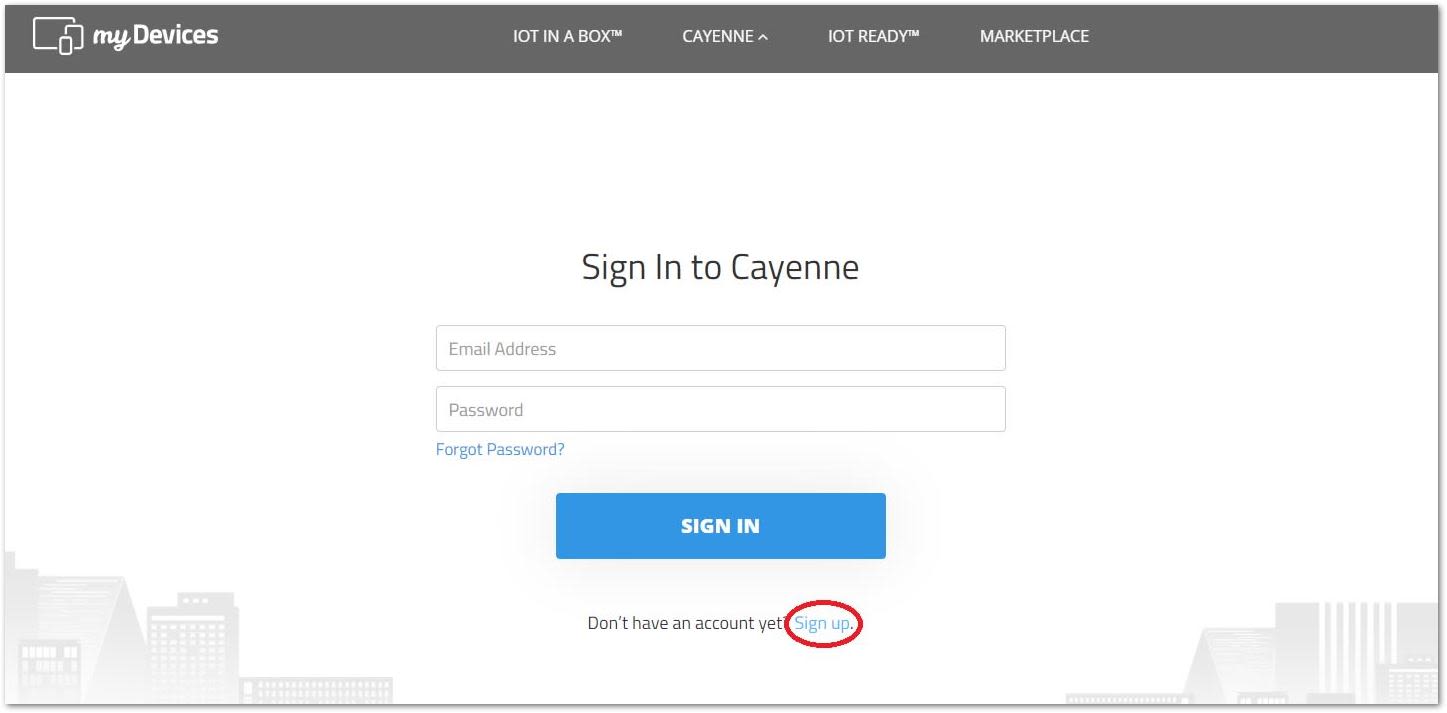 myDevices
IOT IN A BOX™
CAYENNE
IOT READY™
MARKETPLACE
Sign In to Cayenne
Email Address
Password
Forgot Password?
SIGN IN
Don't have an account yet? Sign up.